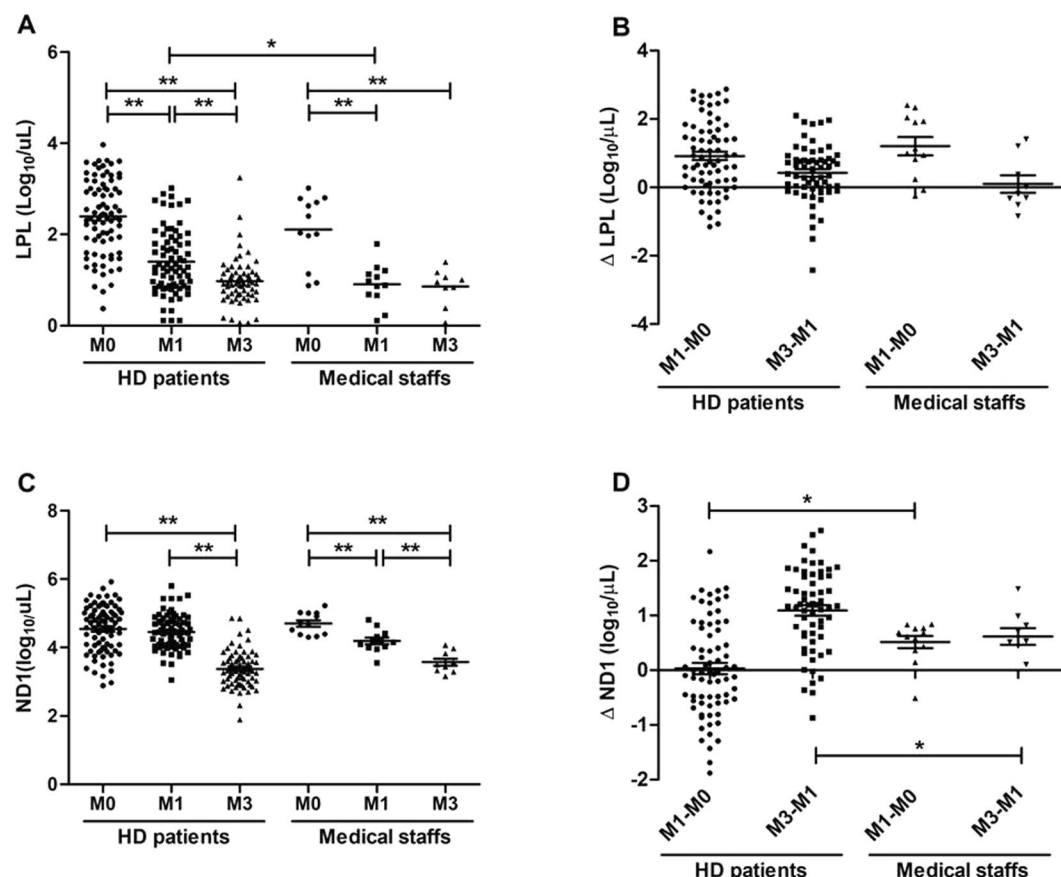 A
LPL (Log10/uL)
6
4
2
0
*
**
**
**
**
**
M0 M1 M3 M0 M1 M3
HD patients Medical staffs
B
Δ LPL (Log10/μL)
4
2
0
-2
-4
M1-M0 M3-M1 M1-M0 M3-M1
HD patients Medical staffs
C
ND1(log10/uL)
8
6
4
2
0
** **
** ** **
M0 M1 M3 M0 M1 M3
HD patients Medical staffs
D
Δ ND1 (log10/μL)
3
2
1
0
-1
-2
*
*
M1-M0 M3-M1 M1-M0 M3-M1
HD patients Medical staffs